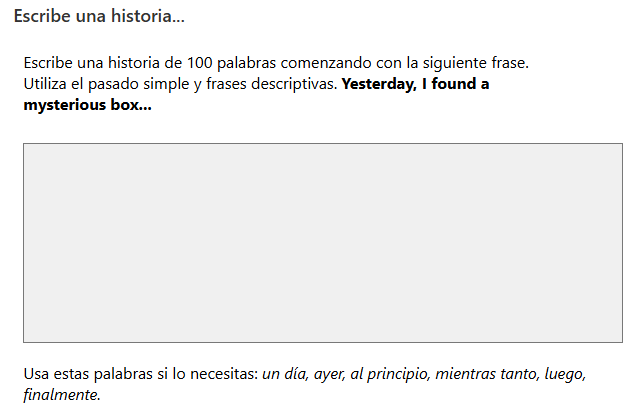 Escribe una historia...
Escribe una historia de 100 palabras comenzando con la siguiente frase.
Utiliza el pasado simple y frases descriptivas. Yesterday, I found a
mysterious box...
Usa estas palabras si lo necesitas: un día, ayer, al principio, mientras tanto, luego,
finalmente.